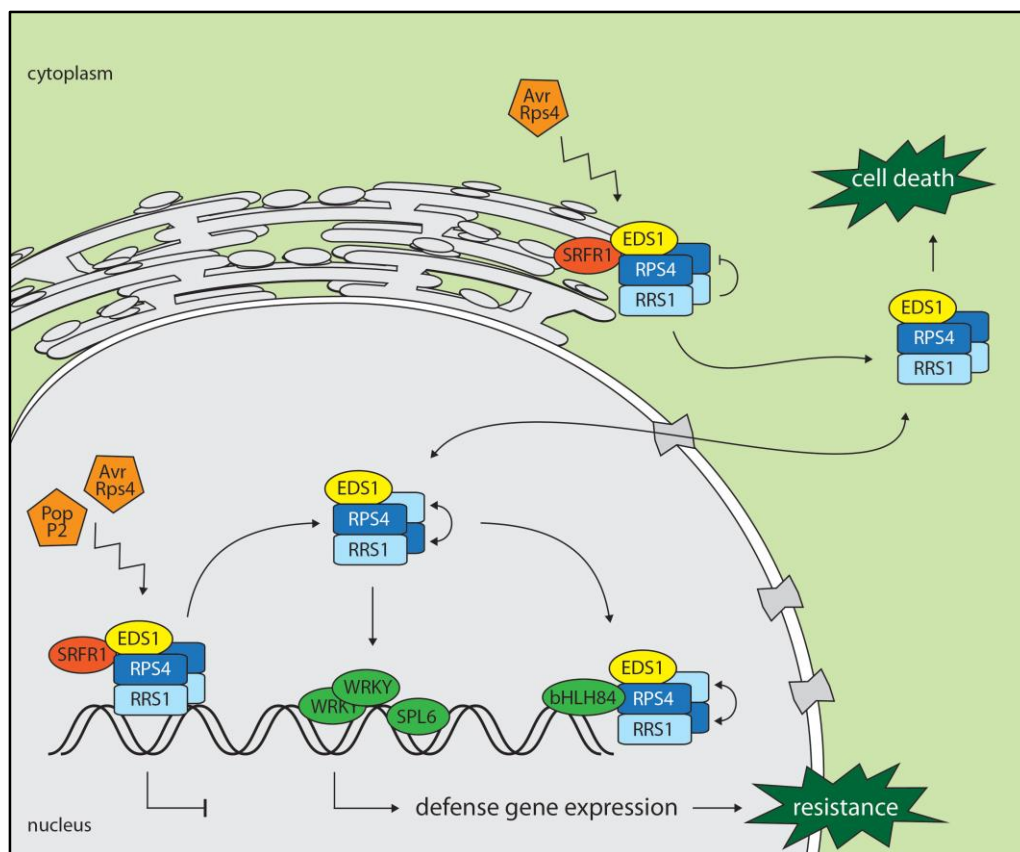 cytoplasm
Avr
Rps4
cell death
EDS1
SRFR1
RPS4
RRS1
EDS1
RPS4
RRS1
Avr
Rps4
Pop
P2
EDS1
RPS4
RRS1
EDS1
SRFR1
RPS4
RRS1
WRKY
WRKY
SPL6
EDS1
bHLH84
RPS4
RRS1
defense gene expression
resistance
nucleus